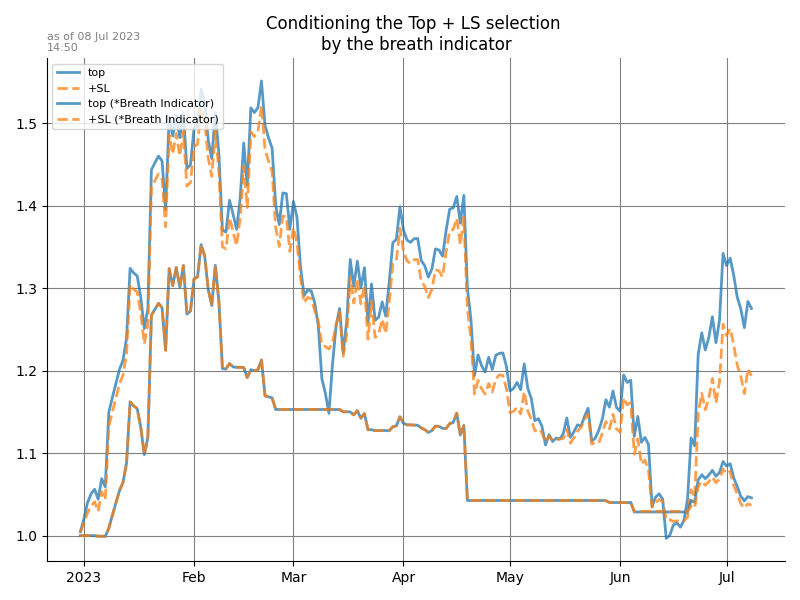 Conditioning the Top + LS selection
by the breath indicator
as of 08 Jul 2023
14:50
top
+SL
top (*Breath Indicator)
+SL (*Breath Indicator)
1.5
1.4
1.3
1.2
1.1
1.0
2023 Feb Mar Apr May Jun Jul